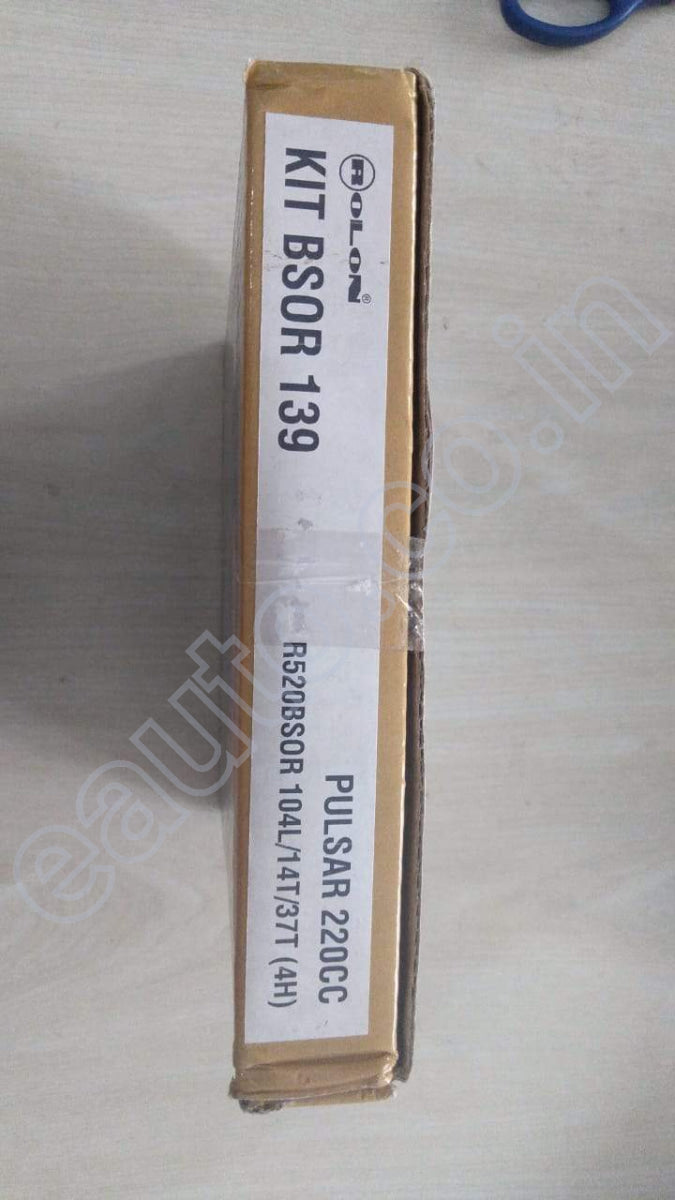 ROLON®
KIT BSOR 139
PULSAR 220CC
R520BSOR 104L/14T/37T (4H)
eauto.co.in